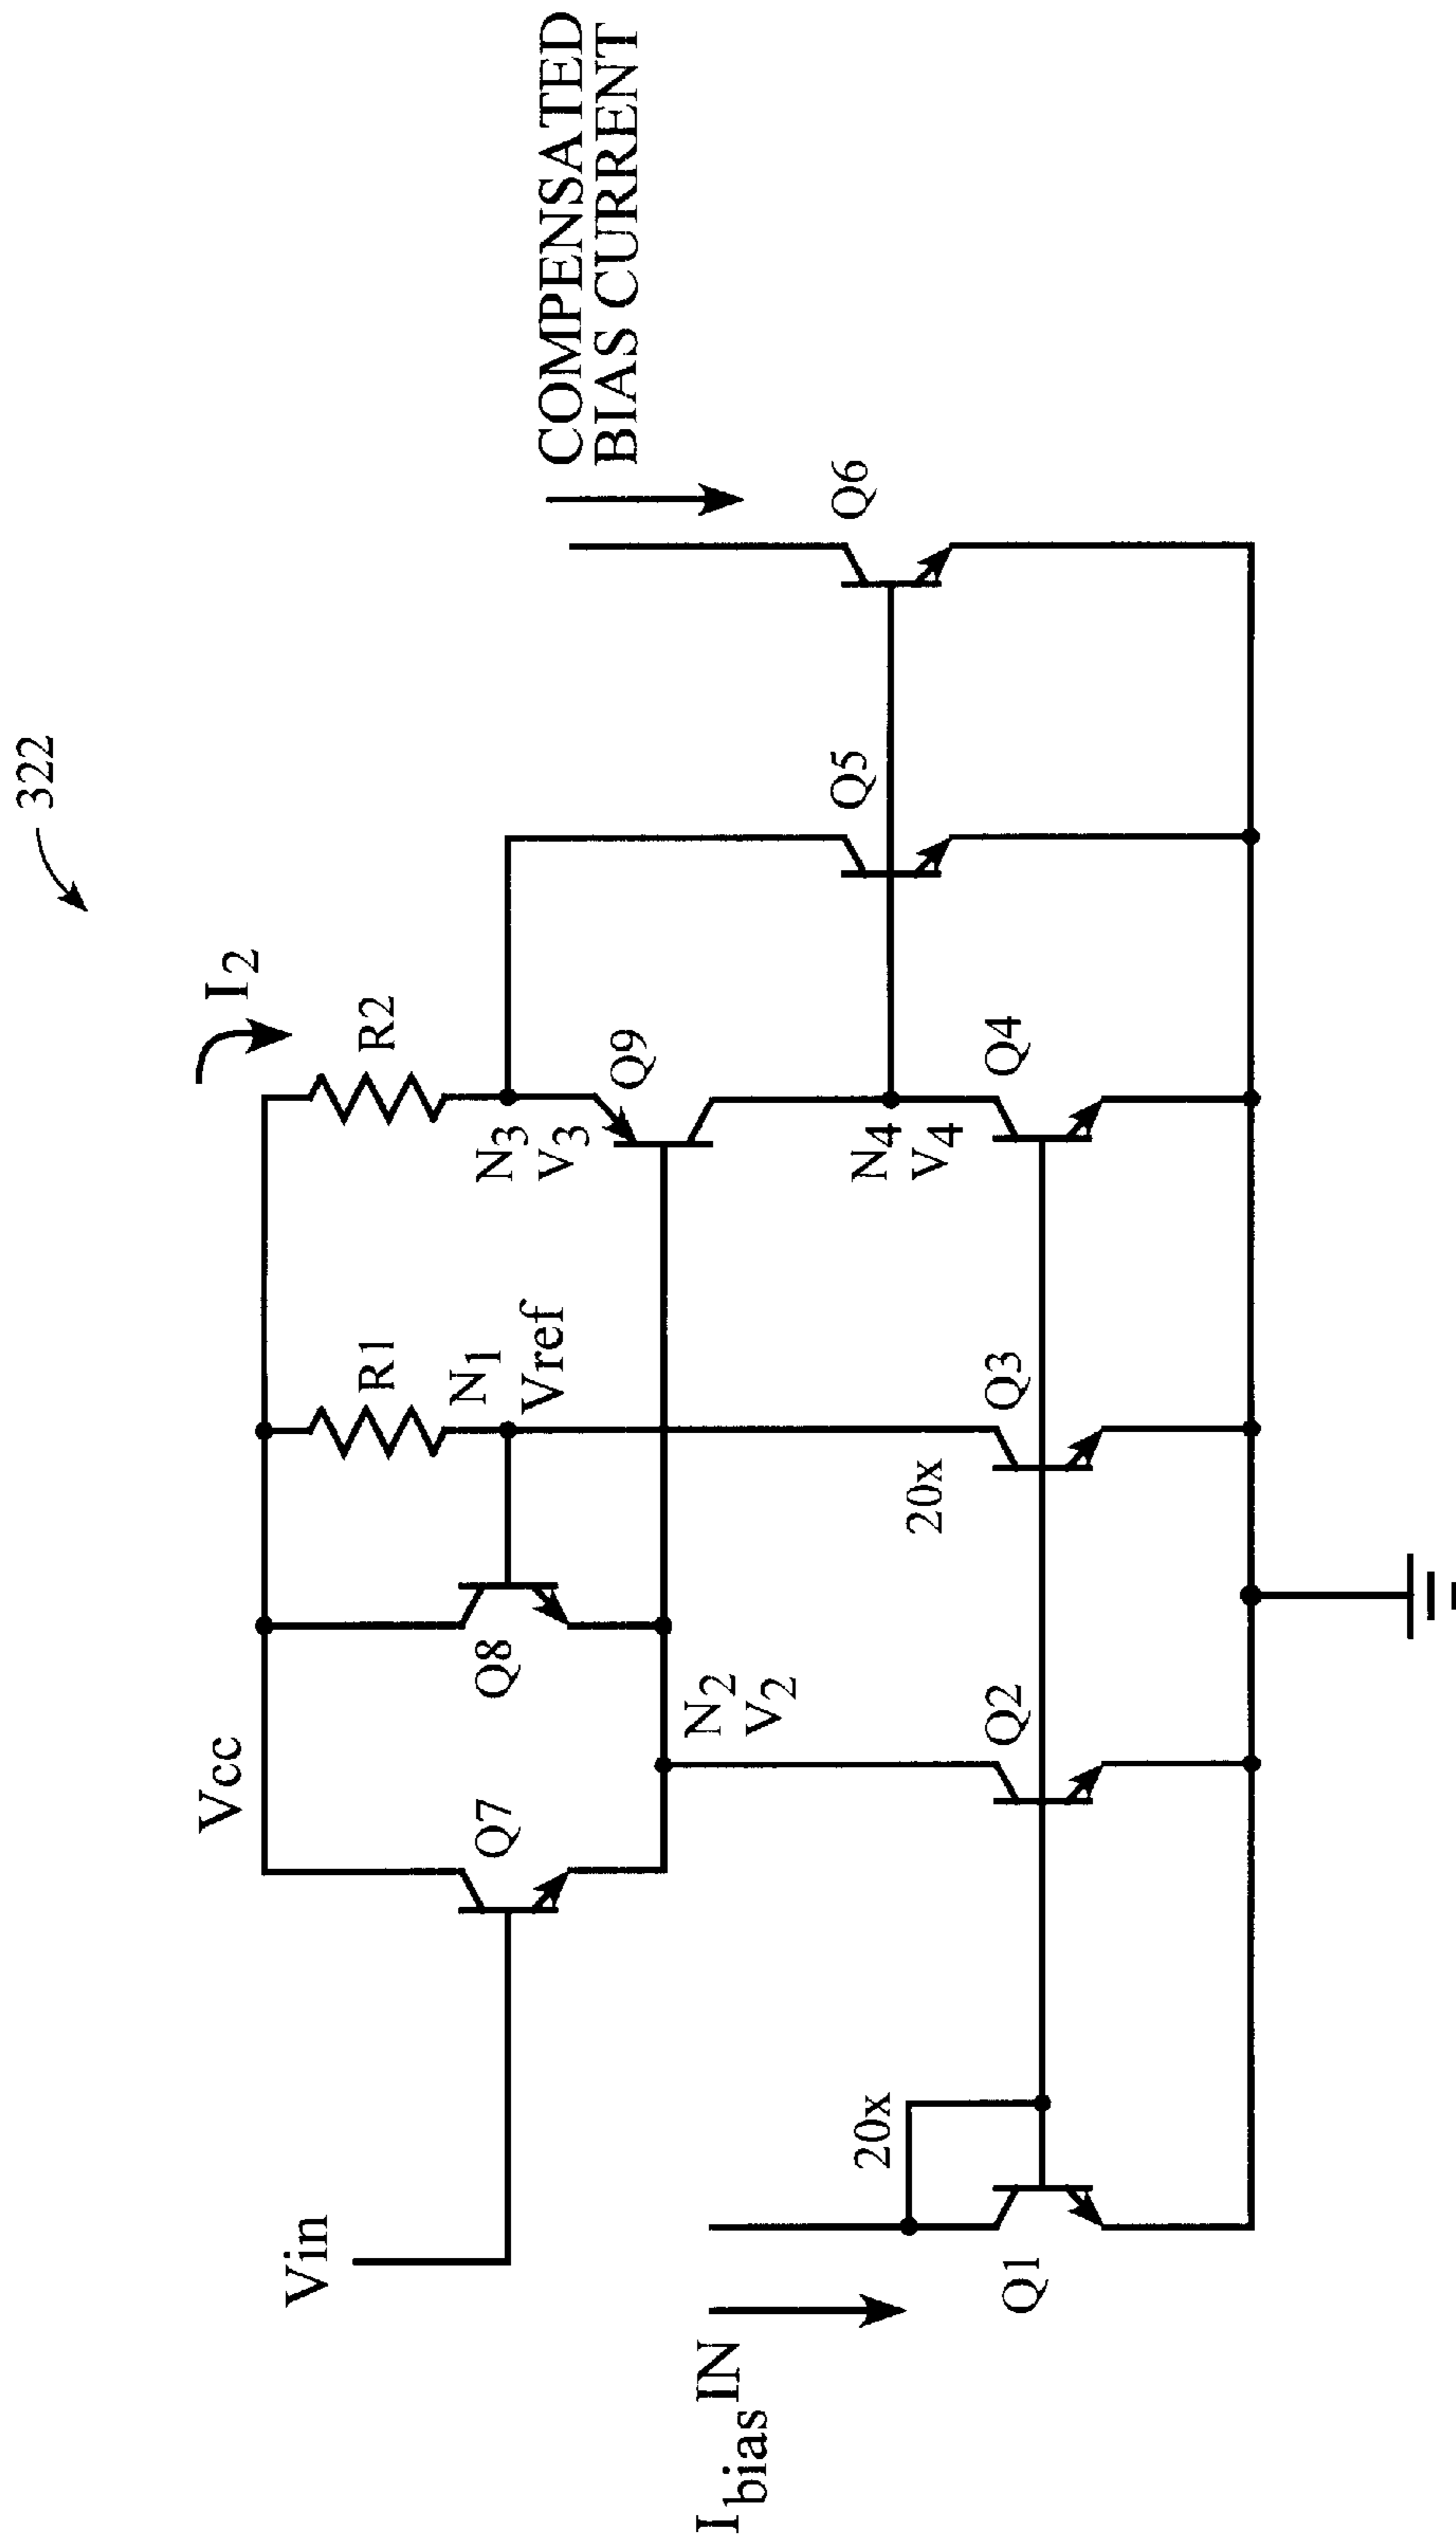 322
I2
Vcc
R1
R2
Vin
Q7
Q8
N1
Vref
N3
V3
Q9
COMPENSATED
BIAS CURRENT
N2
V2
Ibias IN
20x
20x
N4
V4
Q5
Q6
Q1
Q2
Q3
Q4